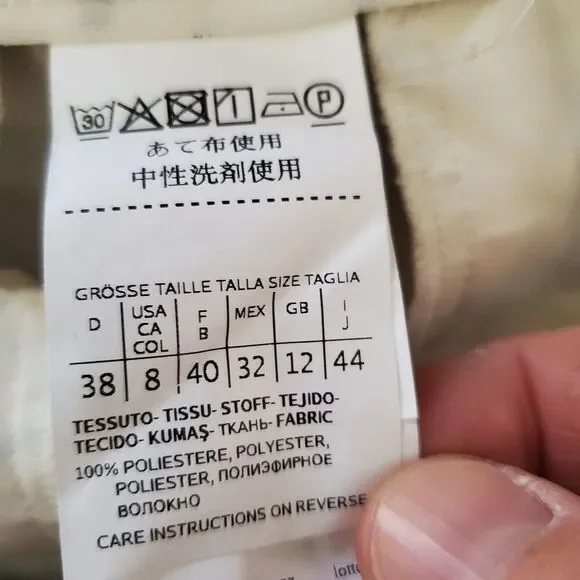 30 P
あて布使用
中性洗剤使用
GRÖSSE TAILLE TALLA SIZE TAGLIA
D USA CA COL F B MEX GB I J
38 8 40 32 12 44
TESSUTO- TISSU- STOFF- TEJIDO-
TECIDO- KUMAŞ- ТКАНЬ- FABRIC
100% POLIESTERE, POLYESTER,
POLIESTER, ПОЛИЭФИРНОЕ
ВОЛОКНО
CARE INSTRUCTIONS ON REVERSE